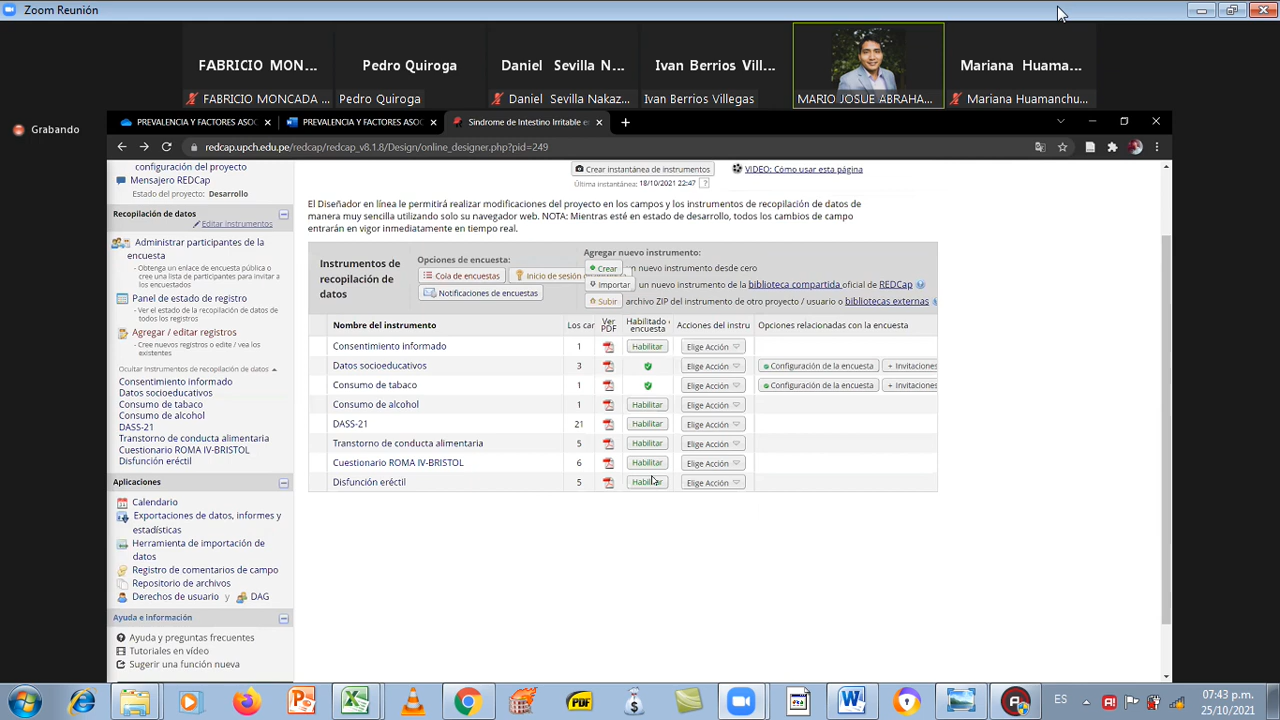 Zoom Reunión
FABRICIO MON...
Pedro Quiroga
Daniel Sevilla N...
Ivan Berrios Vill...
Mariana Huama...
FABRICIO MONCADA ...
Pedro Quiroga
Daniel Sevilla Nakaz...
Ivan Berrios Villegas
MARIO JOSUE ABRAHA...
Mariana Huamanchu...
Grabando
PREVALENCIA Y FACTORES ASOC
PREVALENCIA Y FACTORES ASOC
Síndrome de Intestino Irritable e
redcap.upch.edu.pe/redcap/redcap_v8.1.8/Design/online_designer.php?pid=249
configuración del proyecto
Mensajero REDCap
Estado del proyecto: Desarrollo
Recopilación de datos
Editar instrumentos
Administrar participantes de la
encuesta
- Obtenga un enlace de encuesta pública o
cree una lista de participantes para invitar a los
encuestados
Panel de estado de registro
- Ver el estado de la recopilación de datos de
todos los registros
Agregar / editar registros
- Cree nuevos registros o edite / vea los
existentes
Ocultar Instrumentos de recopilación de datos
Consentimiento informado
Datos socioeducativos
Consumo de tabaco
Consumo de alcohol
DASS-21
Transtorno de conducta alimentaria
Cuestionario ROMA IV-BRISTOL
Disfunción eréctil
Aplicaciones
Calendario
Exportaciones de datos, informes y
estadísticas
Herramienta de importación de
datos
Registro de comentarios de campo
Repositorio de archivos
Derechos de usuario y DAG
Ayuda e información
Ayuda y preguntas frecuentes
Tutoriales en vídeo
Sugerir una función nueva
Crear instantánea de instrumentos
VIDEO: Cómo usar esta página
Última instantánea: 18/10/2021 22:47 ?
El Diseñador en línea le permitirá realizar modificaciones del proyecto en los campos y los instrumentos de recopilación de datos de
manera muy sencilla utilizando solo su navegador web. NOTA: Mientras esté en estado de desarrollo, todos los cambios de campo
entrarán en vigor inmediatamente en tiempo real.
Instrumentos de
recopilación de
datos
Opciones de encuesta:
Cola de encuestas
Inicio de sesión
Notificaciones de encuestas
Agregar nuevo instrumento:
Crear un nuevo instrumento desde cero
Importar un nuevo instrumento de la biblioteca compartida oficial de REDCap
Subir archivo ZIP del instrumento de otro proyecto / usuario o bibliotecas externas
Nombre del instrumento Los car Ver PDF Habilitado encuesta Acciones del instru Opciones relacionadas con la encuesta
Consentimiento informado 1 Habilitar Elige Acción
Datos socioeducativos 3 Elige Acción Configuración de la encuesta + Invitaciones
Consumo de tabaco 1 Elige Acción Configuración de la encuesta + Invitaciones
Consumo de alcohol 1 Habilitar Elige Acción
DASS-21 21 Habilitar Elige Acción
Transtorno de conducta alimentaria 5 Habilitar Elige Acción
Cuestionario ROMA IV-BRISTOL 6 Habilitar Elige Acción
Disfunción eréctil 5 Habilitar Elige Acción
PDF
ES
07:43 p.m.
25/10/2021